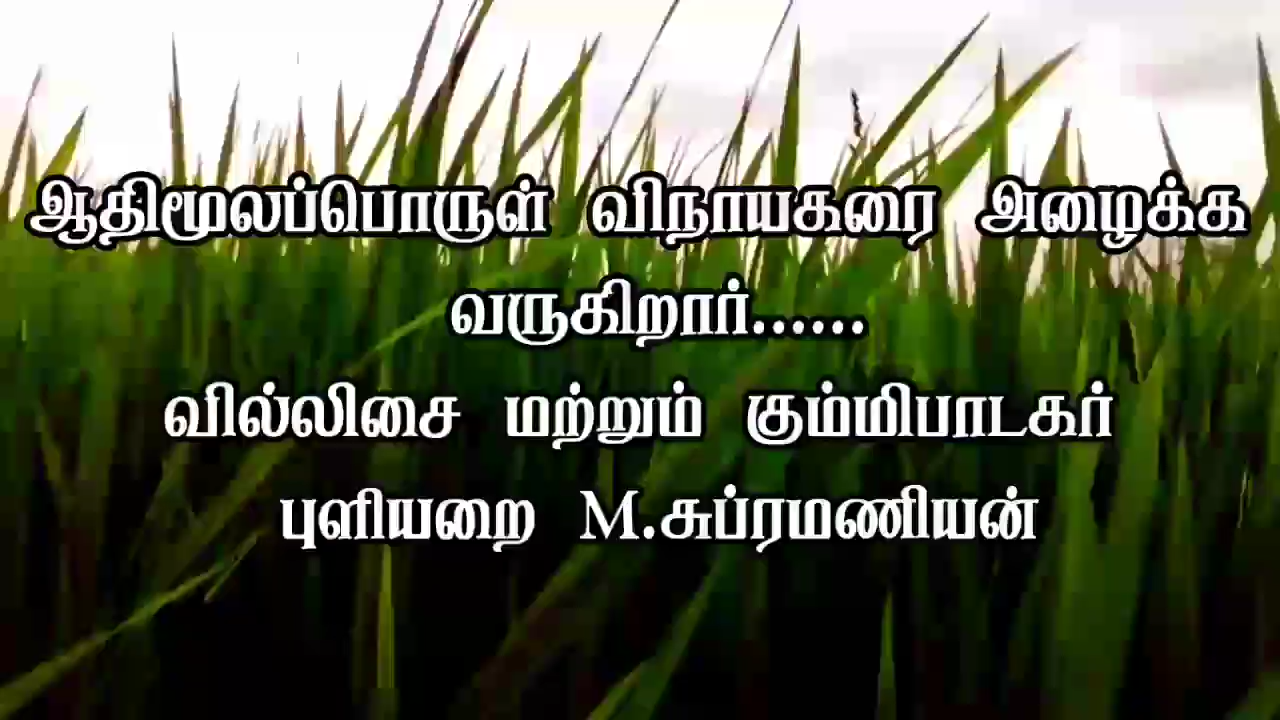 ஆதிமூலப்பொருள் விநாயகரை அழைக்க
வருகிறார்......
வில்லிசை மற்றும் கும்மிபாடகர்
புளியறை M.சுப்ரமணியன்